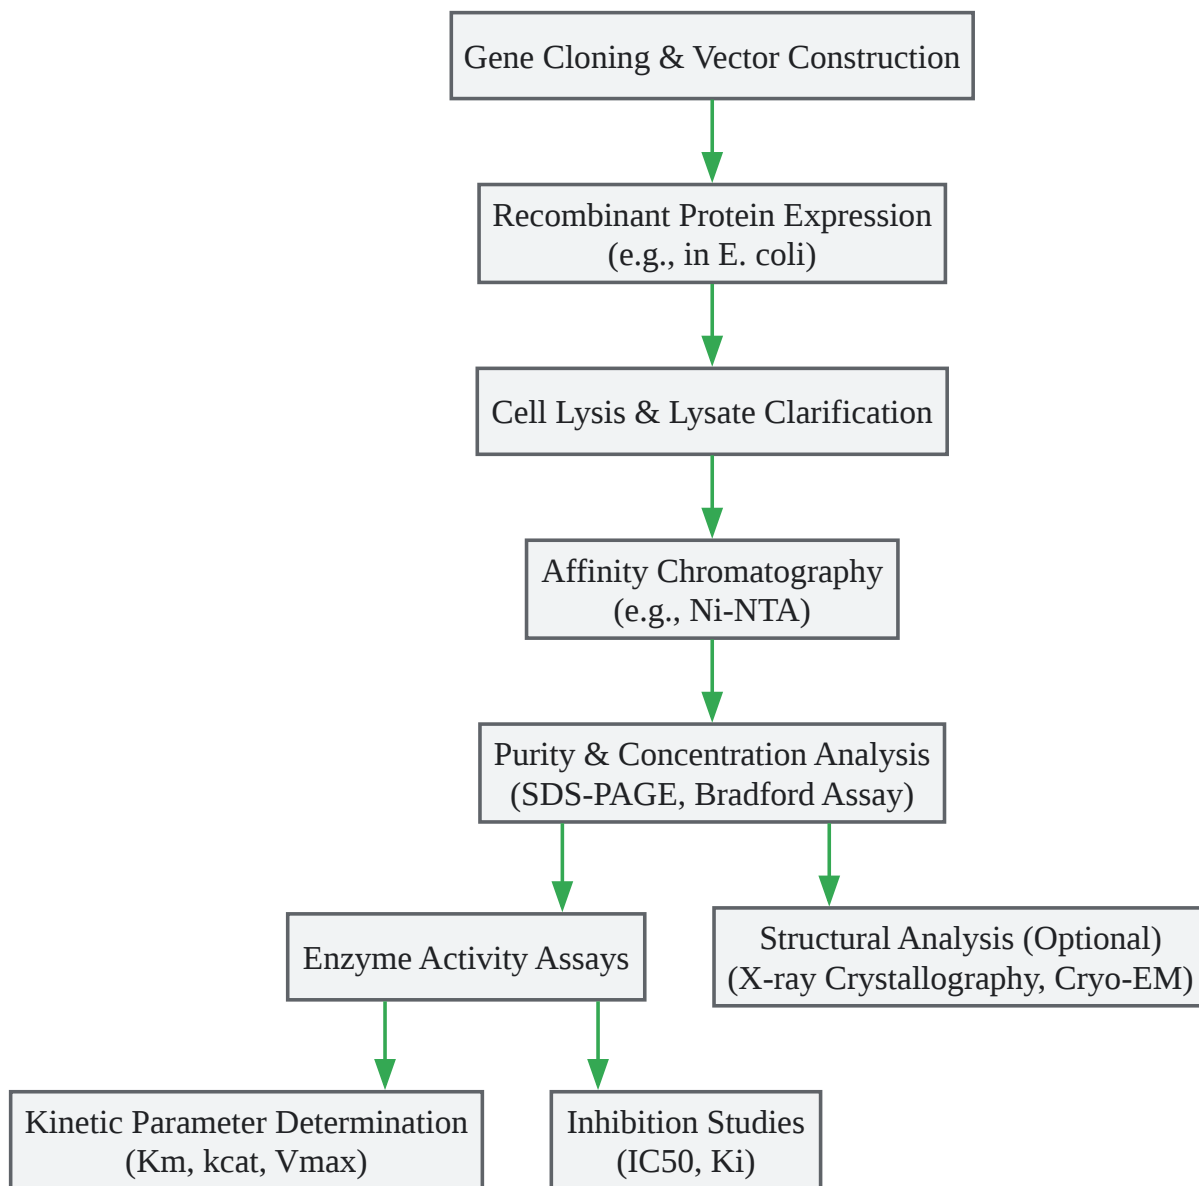 Gene Cloning & Vector Construction
Recombinant Protein Expression
(e.g., in E. coli)
Cell Lysis & Lysate Clarification
Affinity Chromatography
(e.g., Ni-NTA)
Purity & Concentration Analysis
(SDS-PAGE, Bradford Assay)
Enzyme Activity Assays
Structural Analysis (Optional)
(X-ray Crystallography, Cryo-EM)
Kinetic Parameter Determination
(Km, kcat, Vmax)
Inhibition Studies
(IC50, Ki)